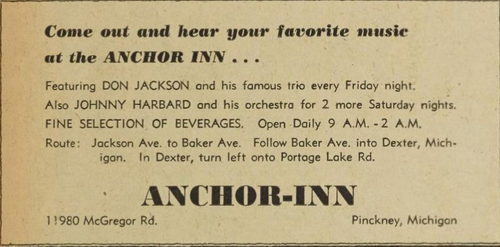 Come out and hear your favorite music
at the ANCHOR INN . . .
Featuring DON JACKSON and his famous trio every Friday night.
Also JOHNNY HARBARD and his orchestra for 2 more Saturday nights.
FINE SELECTION OF BEVERAGES. Open Daily 9 A.M. - 2 A.M.
Route: Jackson Ave. to Baker Ave. Follow Baker Ave. into Dexter, Mich-
igan. In Dexter, turn left onto Portage Lake Rd.
ANCHOR-INN
11980 McGregor Rd. Pinckney, Michigan